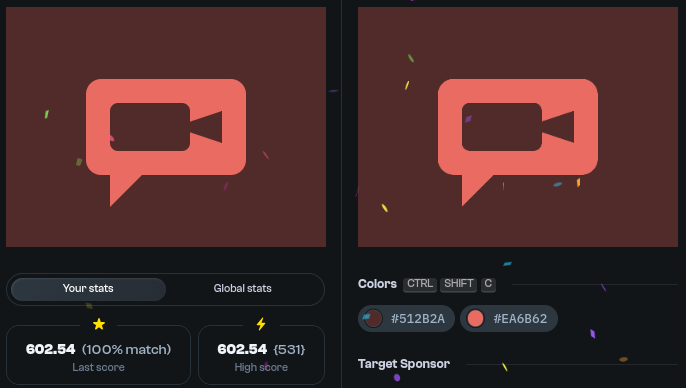 Your stats
Global stats
602.54 (100% match)
Last score
602.54 {531}
High score
Colors CTRL SHIFT C
#512B2A
#EA6B62
Target Sponsor